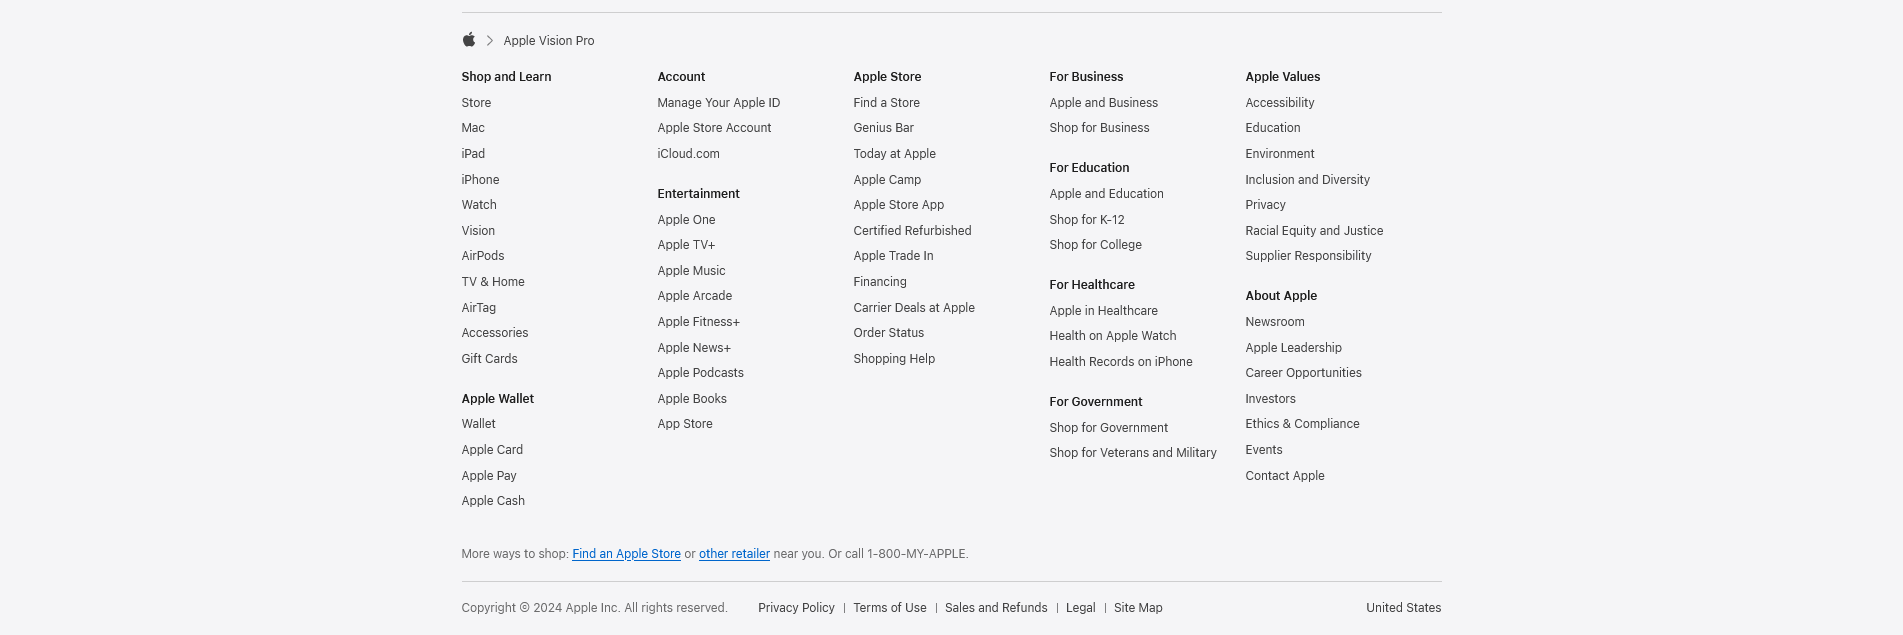 Apple Vision Pro
Shop and Learn
Store
Mac
iPad
iPhone
Watch
Vision
AirPods
TV & Home
AirTag
Accessories
Gift Cards
Apple Wallet
Wallet
Apple Card
Apple Pay
Apple Cash
Account
Manage Your Apple ID
Apple Store Account
iCloud.com
Entertainment
Apple One
Apple TV+
Apple Music
Apple Arcade
Apple Fitness+
Apple News+
Apple Podcasts
Apple Books
App Store
Apple Store
Find a Store
Genius Bar
Today at Apple
Apple Camp
Apple Store App
Certified Refurbished
Apple Trade In
Financing
Carrier Deals at Apple
Order Status
Shopping Help
For Business
Apple and Business
Shop for Business
For Education
Apple and Education
Shop for K-12
Shop for College
For Healthcare
Apple in Healthcare
Health on Apple Watch
Health Records on iPhone
For Government
Shop for Government
Shop for Veterans and Military
Apple Values
Accessibility
Education
Environment
Inclusion and Diversity
Privacy
Racial Equity and Justice
Supplier Responsibility
About Apple
Newsroom
Apple Leadership
Career Opportunities
Investors
Ethics & Compliance
Events
Contact Apple
More ways to shop: Find an Apple Store or other retailer near you. Or call 1-800-MY-APPLE.
Copyright © 2024 Apple Inc. All rights reserved. Privacy Policy | Terms of Use | Sales and Refunds | Legal | Site Map United States